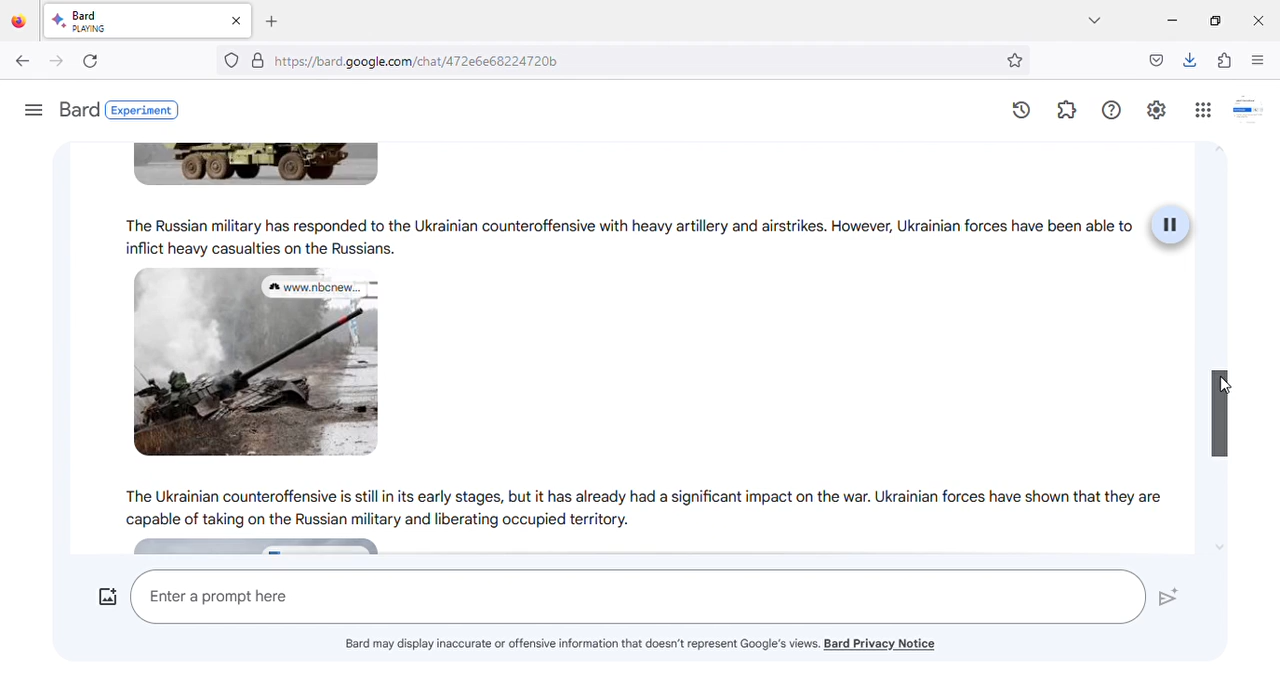 Bard
PLAYING
https://bard.google.com/chat/472e6e68224720b
Bard Experiment
The Russian military has responded to the Ukrainian counteroffensive with heavy artillery and airstrikes. However, Ukrainian forces have been able to
inflict heavy casualties on the Russians.
www.nbcnew...
The Ukrainian counteroffensive is still in its early stages, but it has already had a significant impact on the war. Ukrainian forces have shown that they are
capable of taking on the Russian military and liberating occupied territory.
Enter a prompt here
Bard may display inaccurate or offensive information that doesn't represent Google's views. Bard Privacy Notice